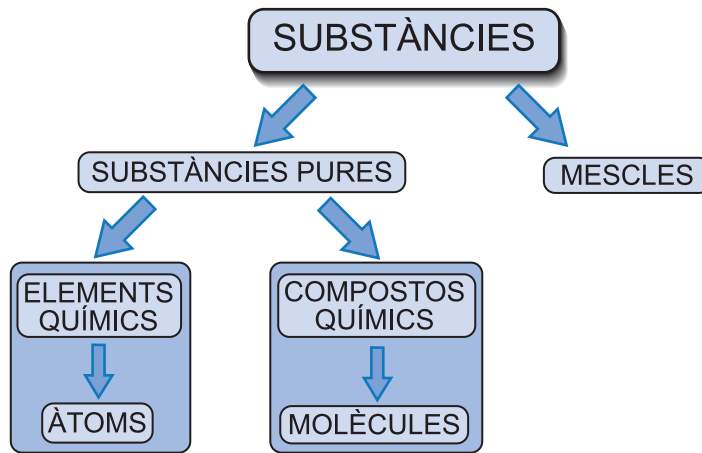 SUBSTÀNCIES
SUBSTÀNCIES PURES
MESCLES
ELEMENTS
QUÍMICS
COMPOSTOS
QUÍMICS
ÀTOMS
MOLÈCULES